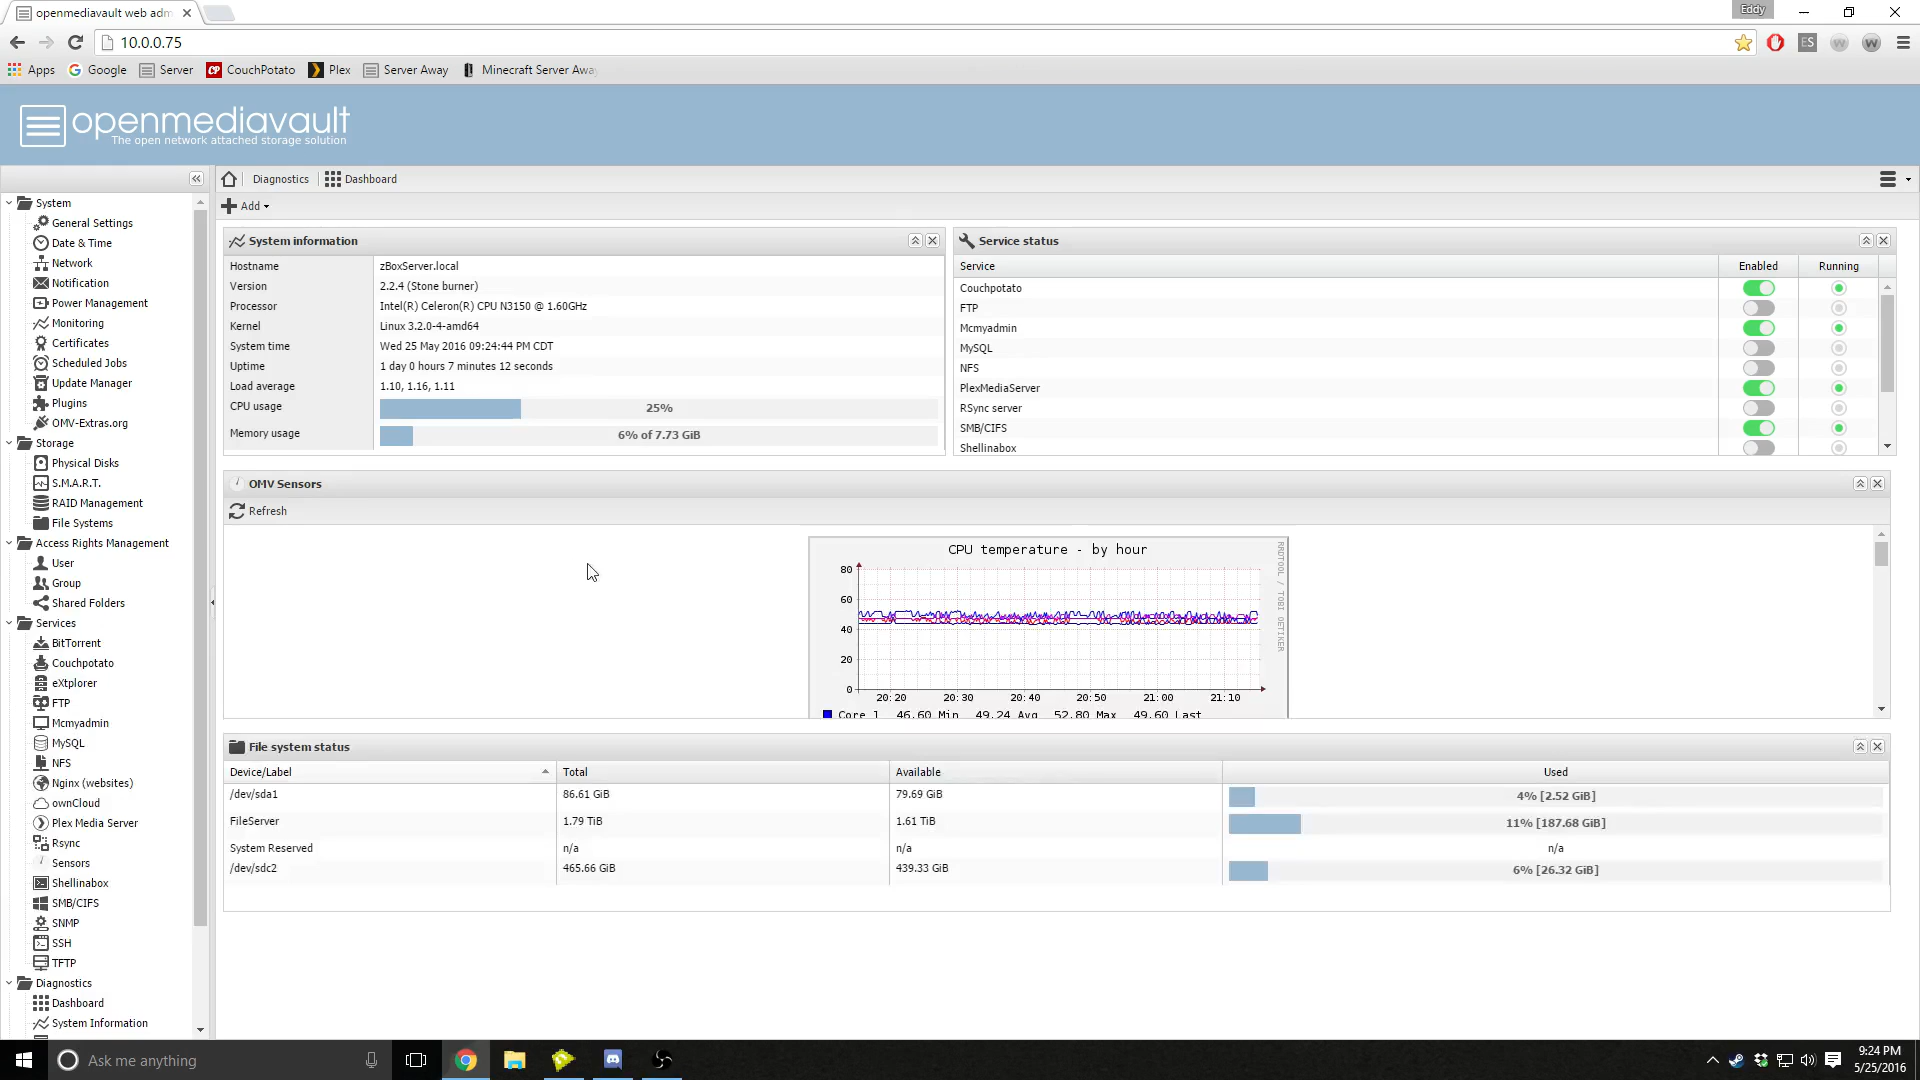 openmediavault web adm
Eddy
10.0.0.75
Apps Google Server CouchPotato Plex Server Away Minecraft Server Away
openmediavault
The open network attached storage solution
Diagnostics Dashboard
Add
System
General Settings
Date & Time
Network
Notification
Power Management
Monitoring
Certificates
Scheduled Jobs
Update Manager
Plugins
OMV-Extras.org
Storage
Physical Disks
S.M.A.R.T.
RAID Management
File Systems
Access Rights Management
User
Group
Shared Folders
Services
BitTorrent
Couchpotato
eXtplorer
FTP
Mcmyadmin
MySQL
NFS
Nginx (websites)
ownCloud
Plex Media Server
Rsync
Sensors
Shellinabox
SMB/CIFS
SNMP
SSH
TFTP
Diagnostics
Dashboard
System Information
System information
Hostname zBoxServer.local
Version 2.2.4 (Stone burner)
Processor Intel(R) Celeron(R) CPU N3150 @ 1.60GHz
Kernel Linux 3.2.0-4-amd64
System time Wed 25 May 2016 09:24:44 PM CDT
Uptime 1 day 0 hours 7 minutes 12 seconds
Load average 1.10, 1.16, 1.11
CPU usage 25%
Memory usage 6% of 7.73 GiB
Service status
Service Enabled Running
Couchpotato
FTP
Mcmyadmin
MySQL
NFS
PlexMediaServer
RSync server
SMB/CIFS
Shellinabox
OMV Sensors
Refresh
CPU temperature - by hour
RRDTOOL / TOBI OETIKER
80
60
40
20
0
20:20 20:30 20:40 20:50 21:00 21:10
Core 1 46.60 Min 49.24 Avg 52.80 Max 49.60 Last
File system status
Device/Label Total Available Used
/dev/sda1 86.61 GiB 79.69 GiB 4% [2.52 GiB]
FileServer 1.79 TiB 1.61 TiB 11% [187.68 GiB]
System Reserved n/a n/a n/a
/dev/sdc2 465.66 GiB 439.33 GiB 6% [26.32 GiB]
Ask me anything
9:24 PM
5/25/2016